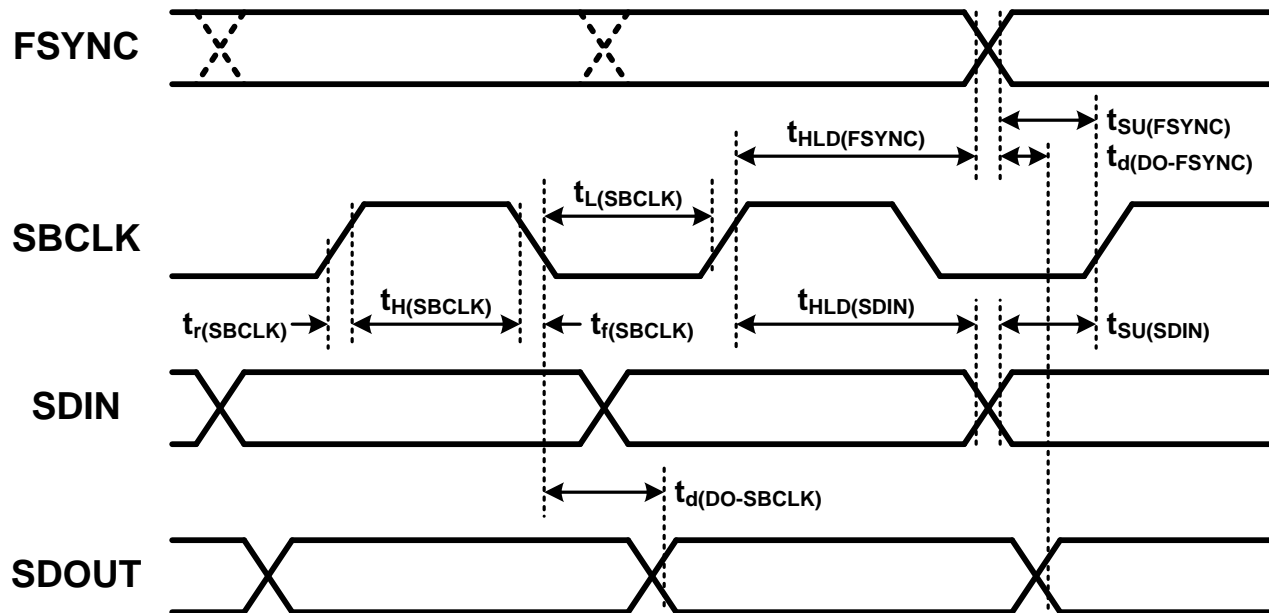 FSYNC
tSU(FSYNC)
tHLD(FSYNC)
td(DO-FSYNC)
tL(SBCLK)
SBCLK
tH(SBCLK)
tHLD(SDIN)
tr(SBCLK)
tf(SBCLK)
tSU(SDIN)
SDIN
td(DO-SBCLK)
SDOUT